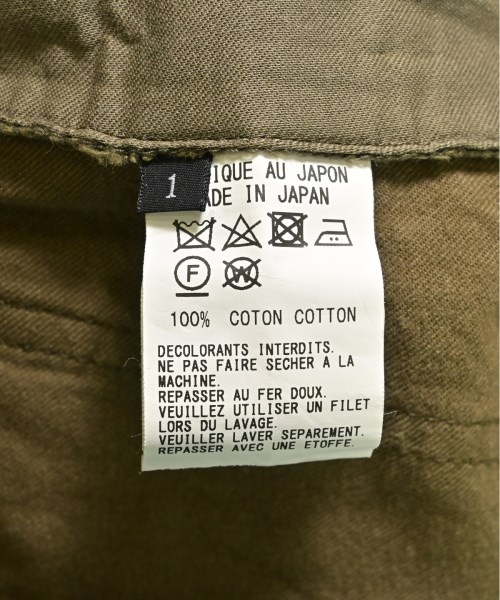 1
IQUE AU JAPON
ADE IN JAPAN
F W
100% COTON COTTON
DECOLORANTS INTERDITS.
NE PAS FAIRE SECHER A LA
MACHINE.
REPASSER AU FER DOUX.
VEUILLEZ UTILISER UN FILET
LORS DU LAVAGE.
VEUILLER LAVER SEPAREMENT.
REPASSER AVEC UNE ETOFFE.